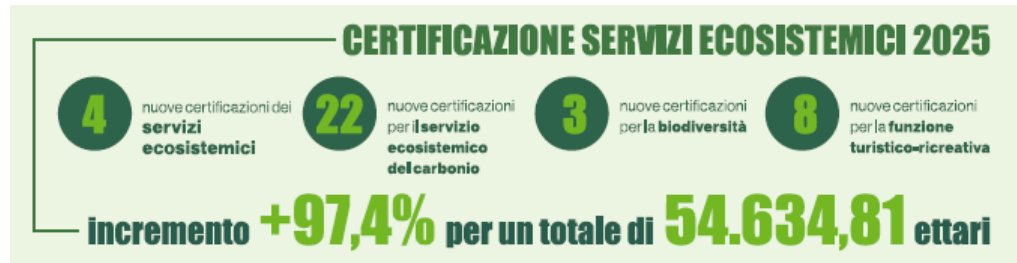 CERTIFICAZIONE SERVIZI ECOSISTEMICI 2025
4
nuove certificazioni dei
servizi
ecosistemici
22
nuove certificazioni
per il servizio
ecosistemico
del carbonio
3
nuove certificazioni
per la biodiversità
8
nuove certificazioni
per la funzione
turistico-ricreativa
incremento +97,4% per un totale di 54.634,81 ettari